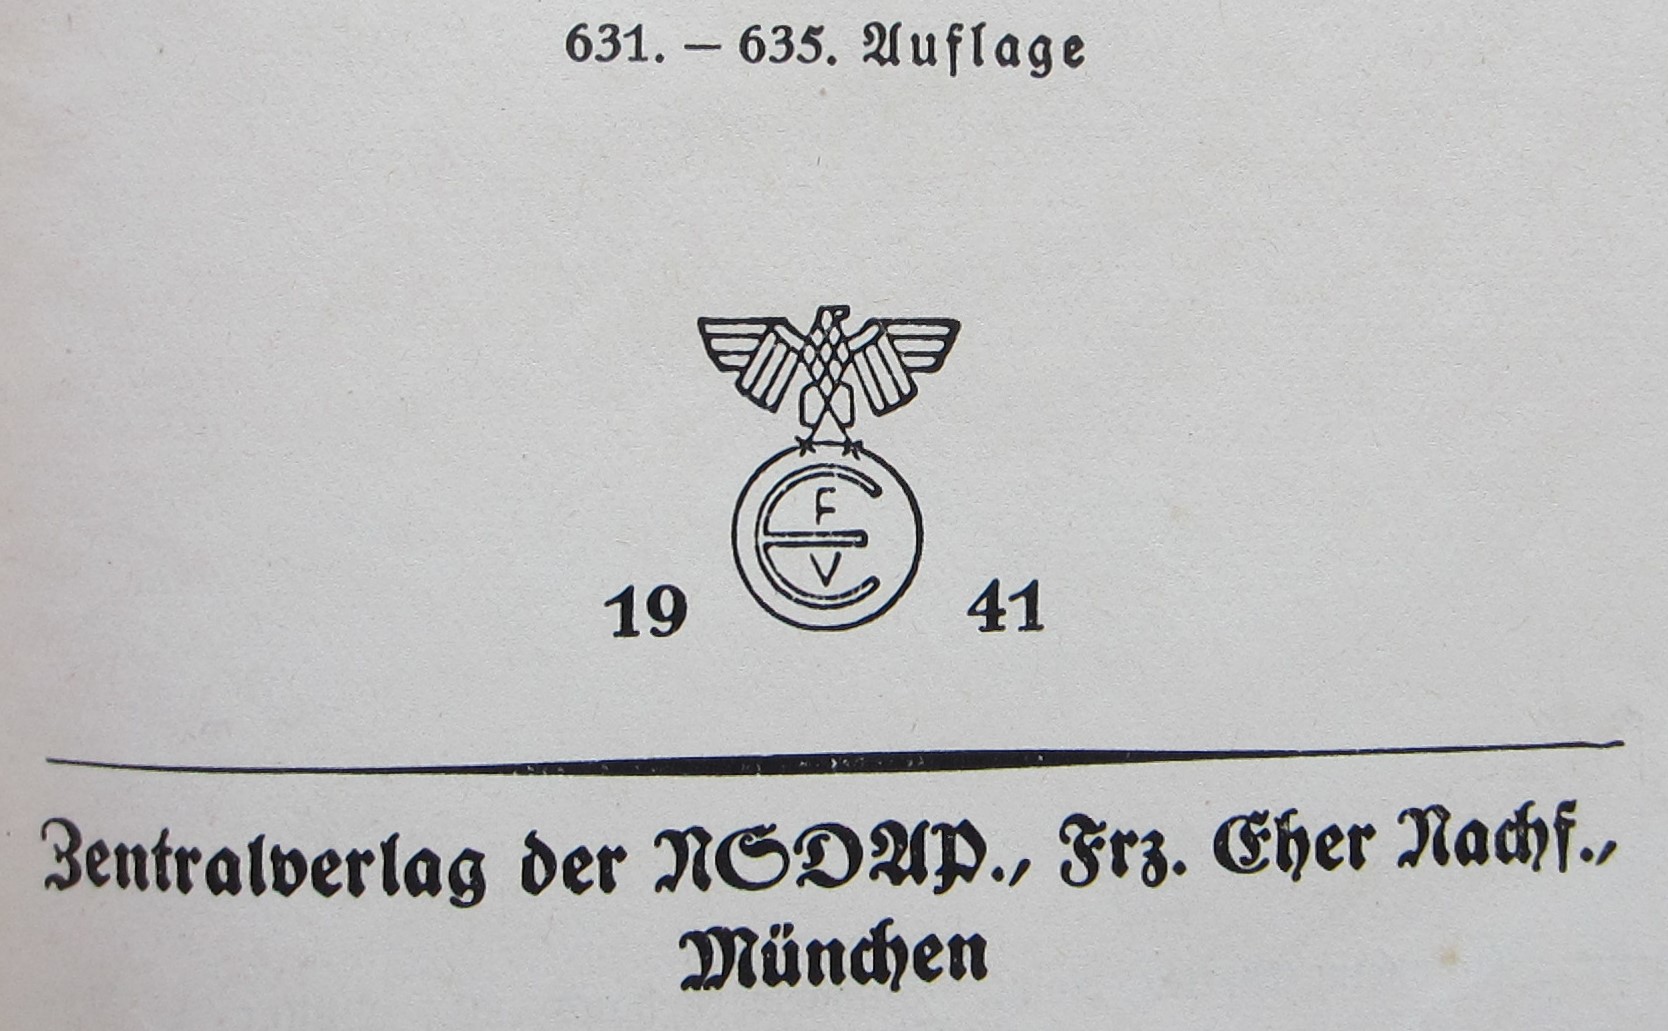 631. – 635. Auflage
F
E
V
19 41
Zentralverlag der NSDAP., Frz. Eher Nachf.,
München